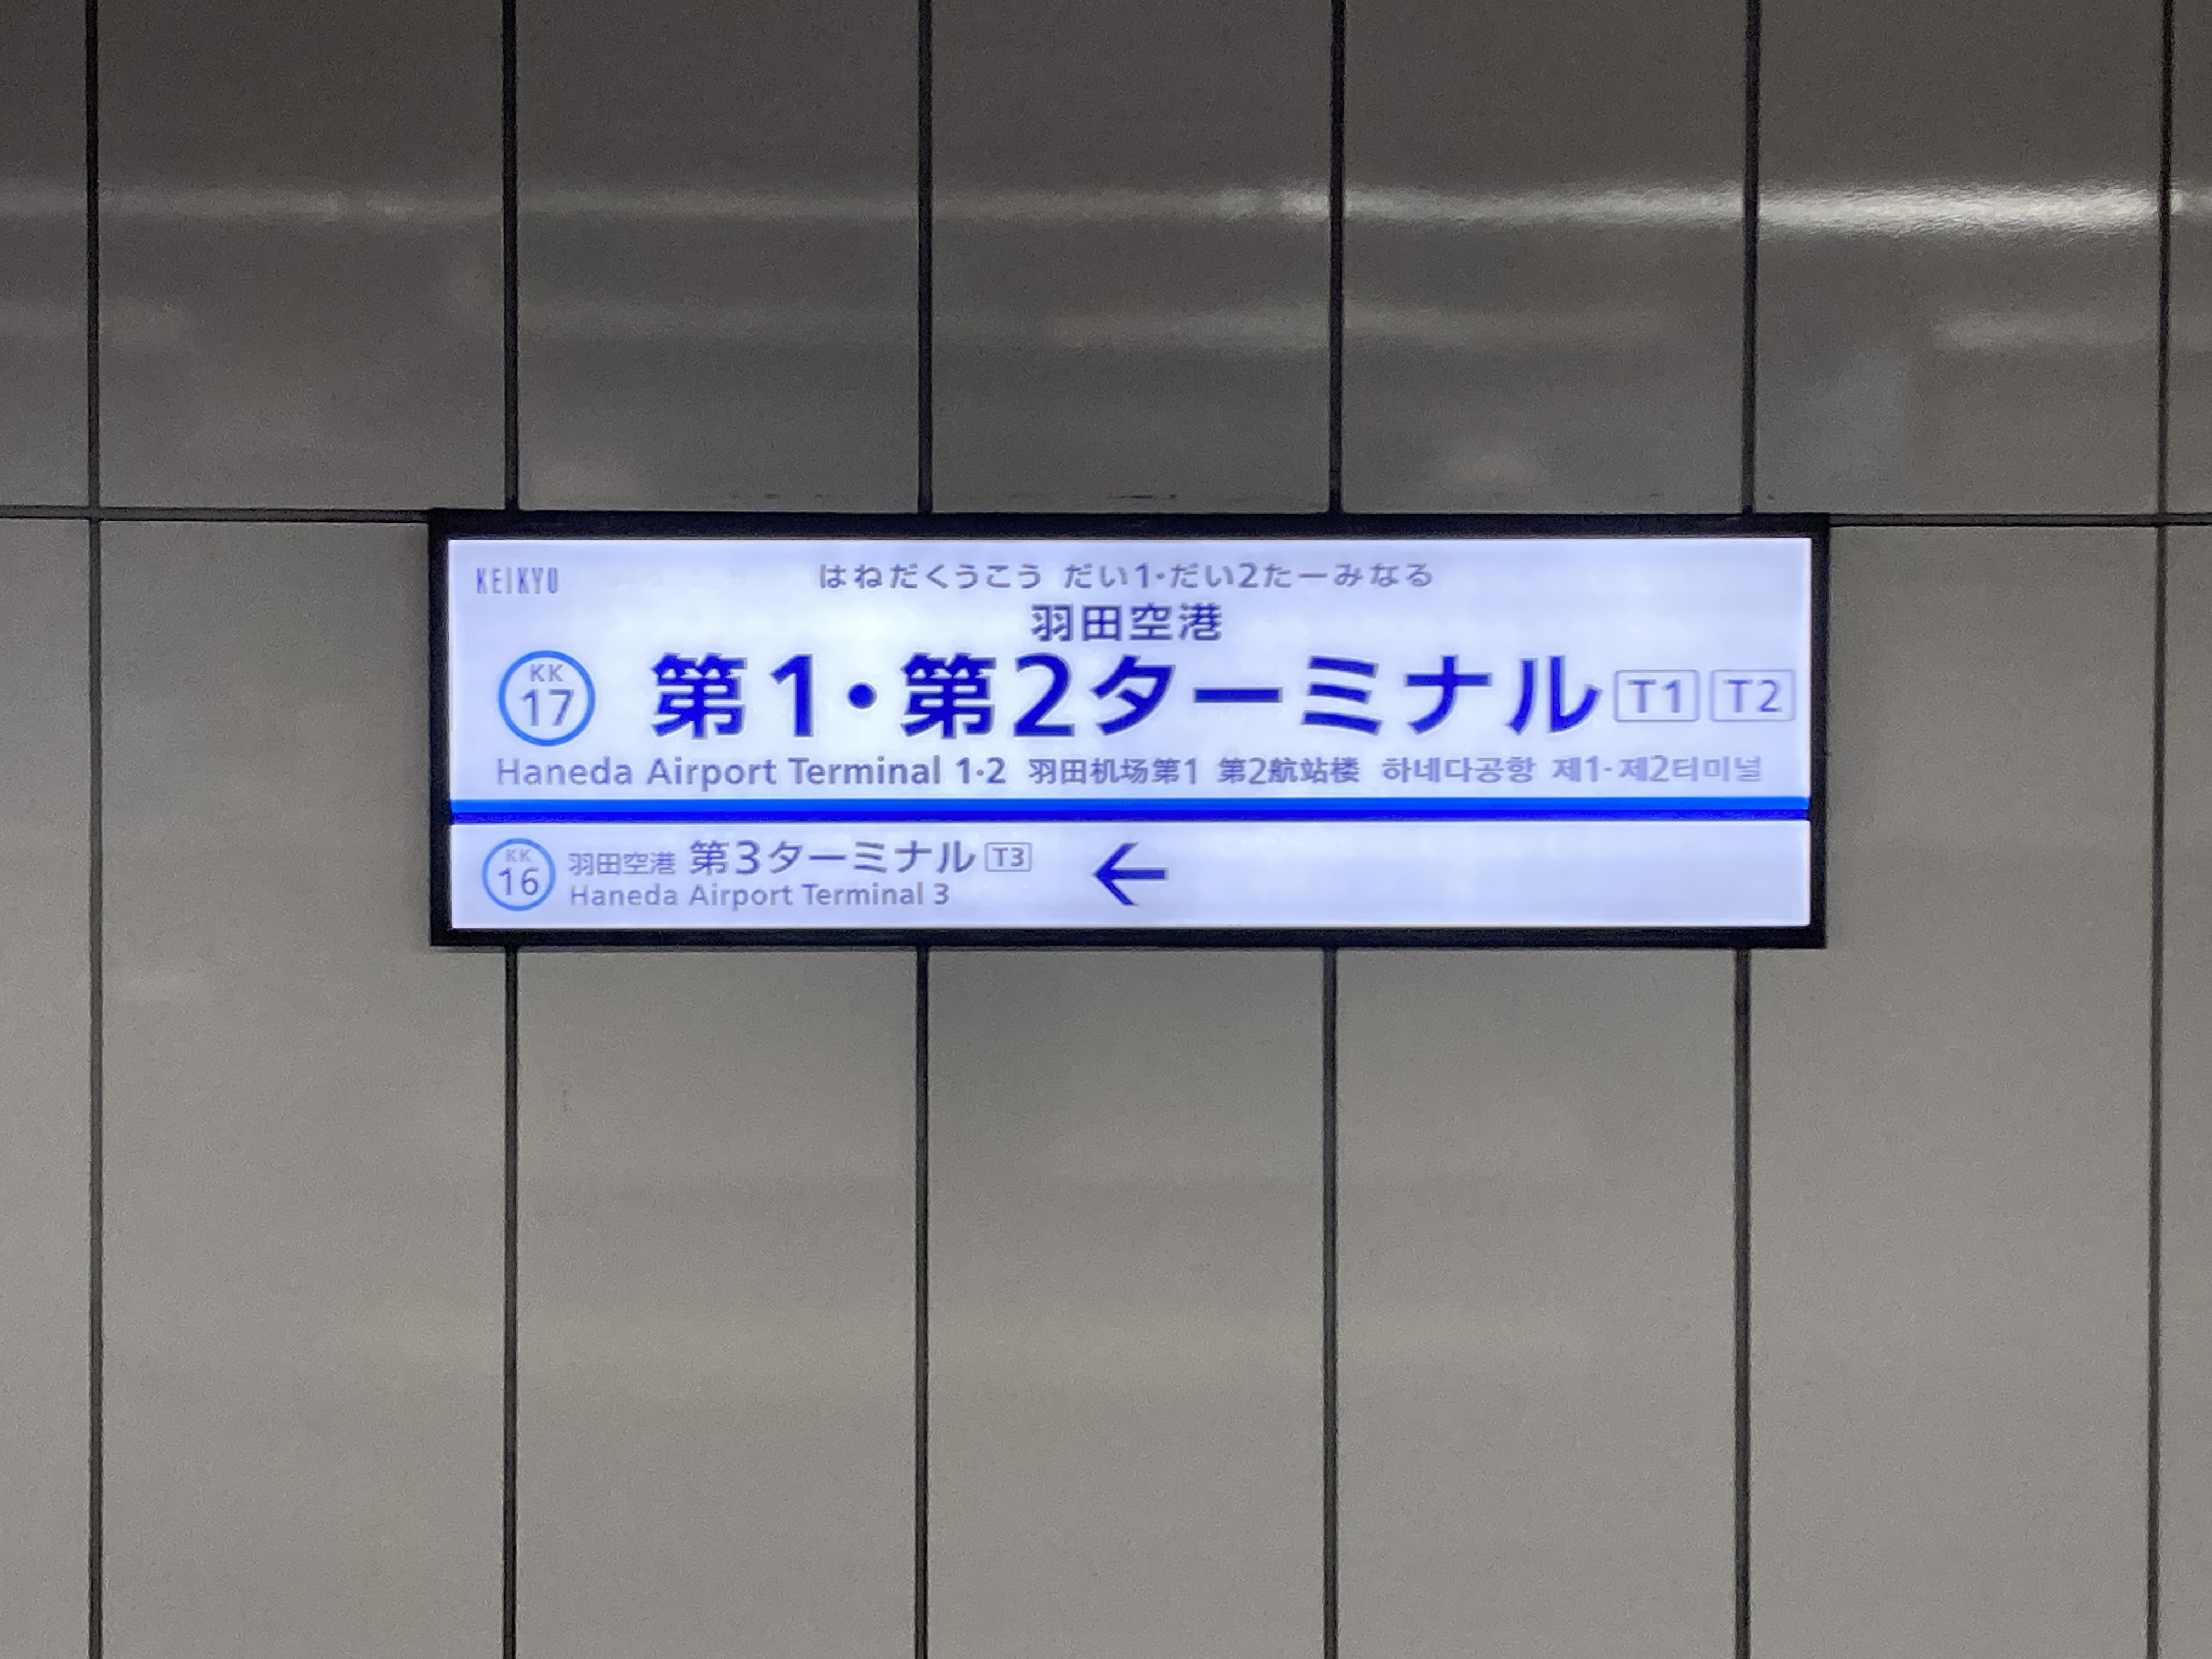 KEIKYU
はねだくうこう だい1・だい2たーみなる
羽田空港
KK 17 第1・第2ターミナル T1 T2
Haneda Airport Terminal 1·2 羽田机场第1 第2航站楼 하네다공항 제1·제2터미널
KK 16 羽田空港 第3ターミナル T3 ←
Haneda Airport Terminal 3